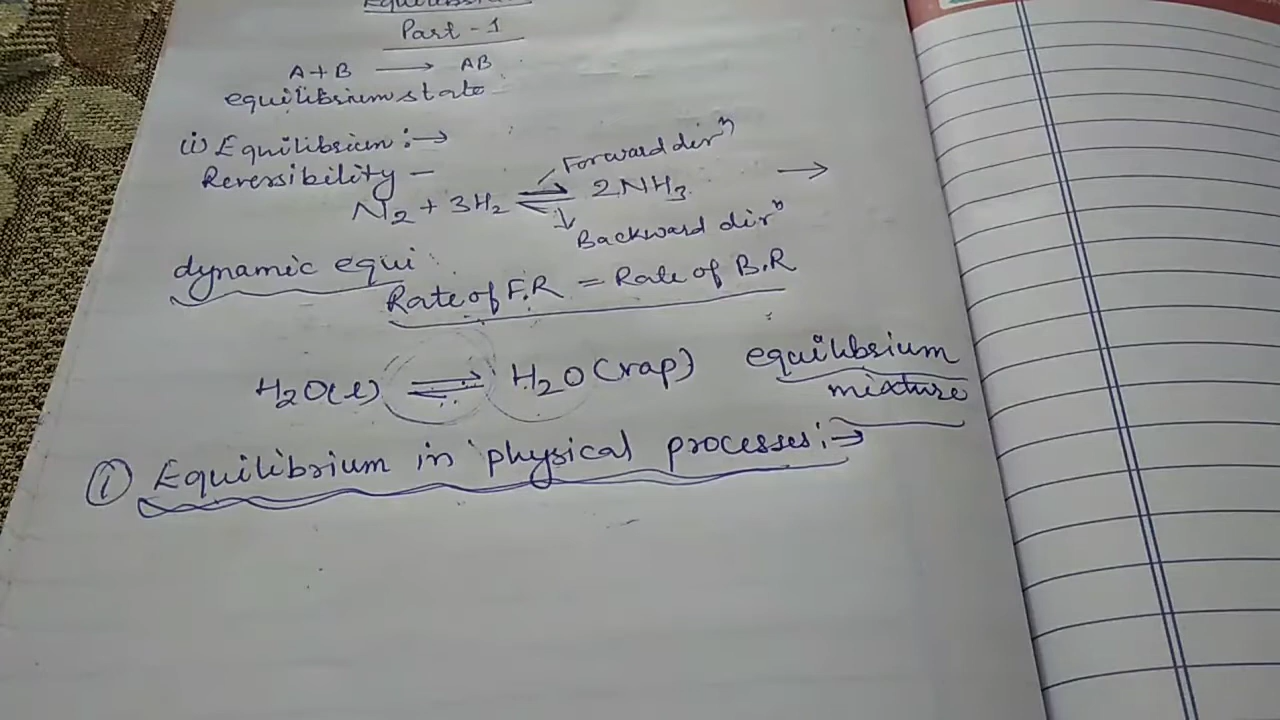 Part - 1
A + B ⟶ AB
equilibrium state
(i) Equilibrium :→
Reversibility —
Forward dirⁿ
N₂ + 3H₂ ⇌ 2NH₃ →
Backward dirⁿ
dynamic equi
Rate of F.R = Rate of B.R
H₂O(l) ⇌ H₂O(vap) equilibrium
mixture
① Equilibrium in physical processes :→